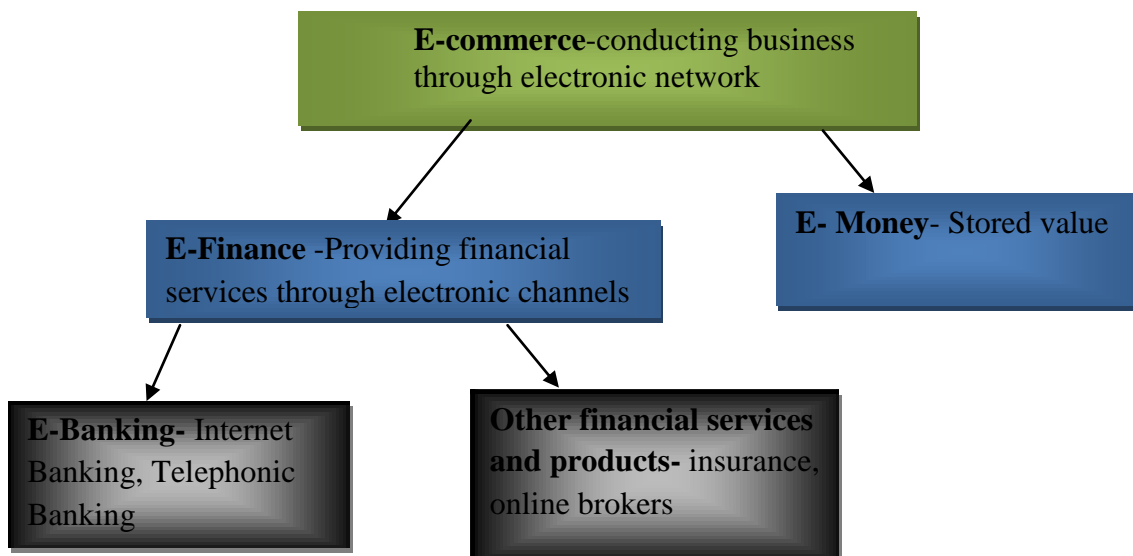 E-commerce-conducting business
through electronic network
E- Money- Stored value
E-Finance -Providing financial
services through electronic channels
E-Banking- Internet
Banking, Telephonic
Banking
Other financial services
and products- insurance,
online brokers